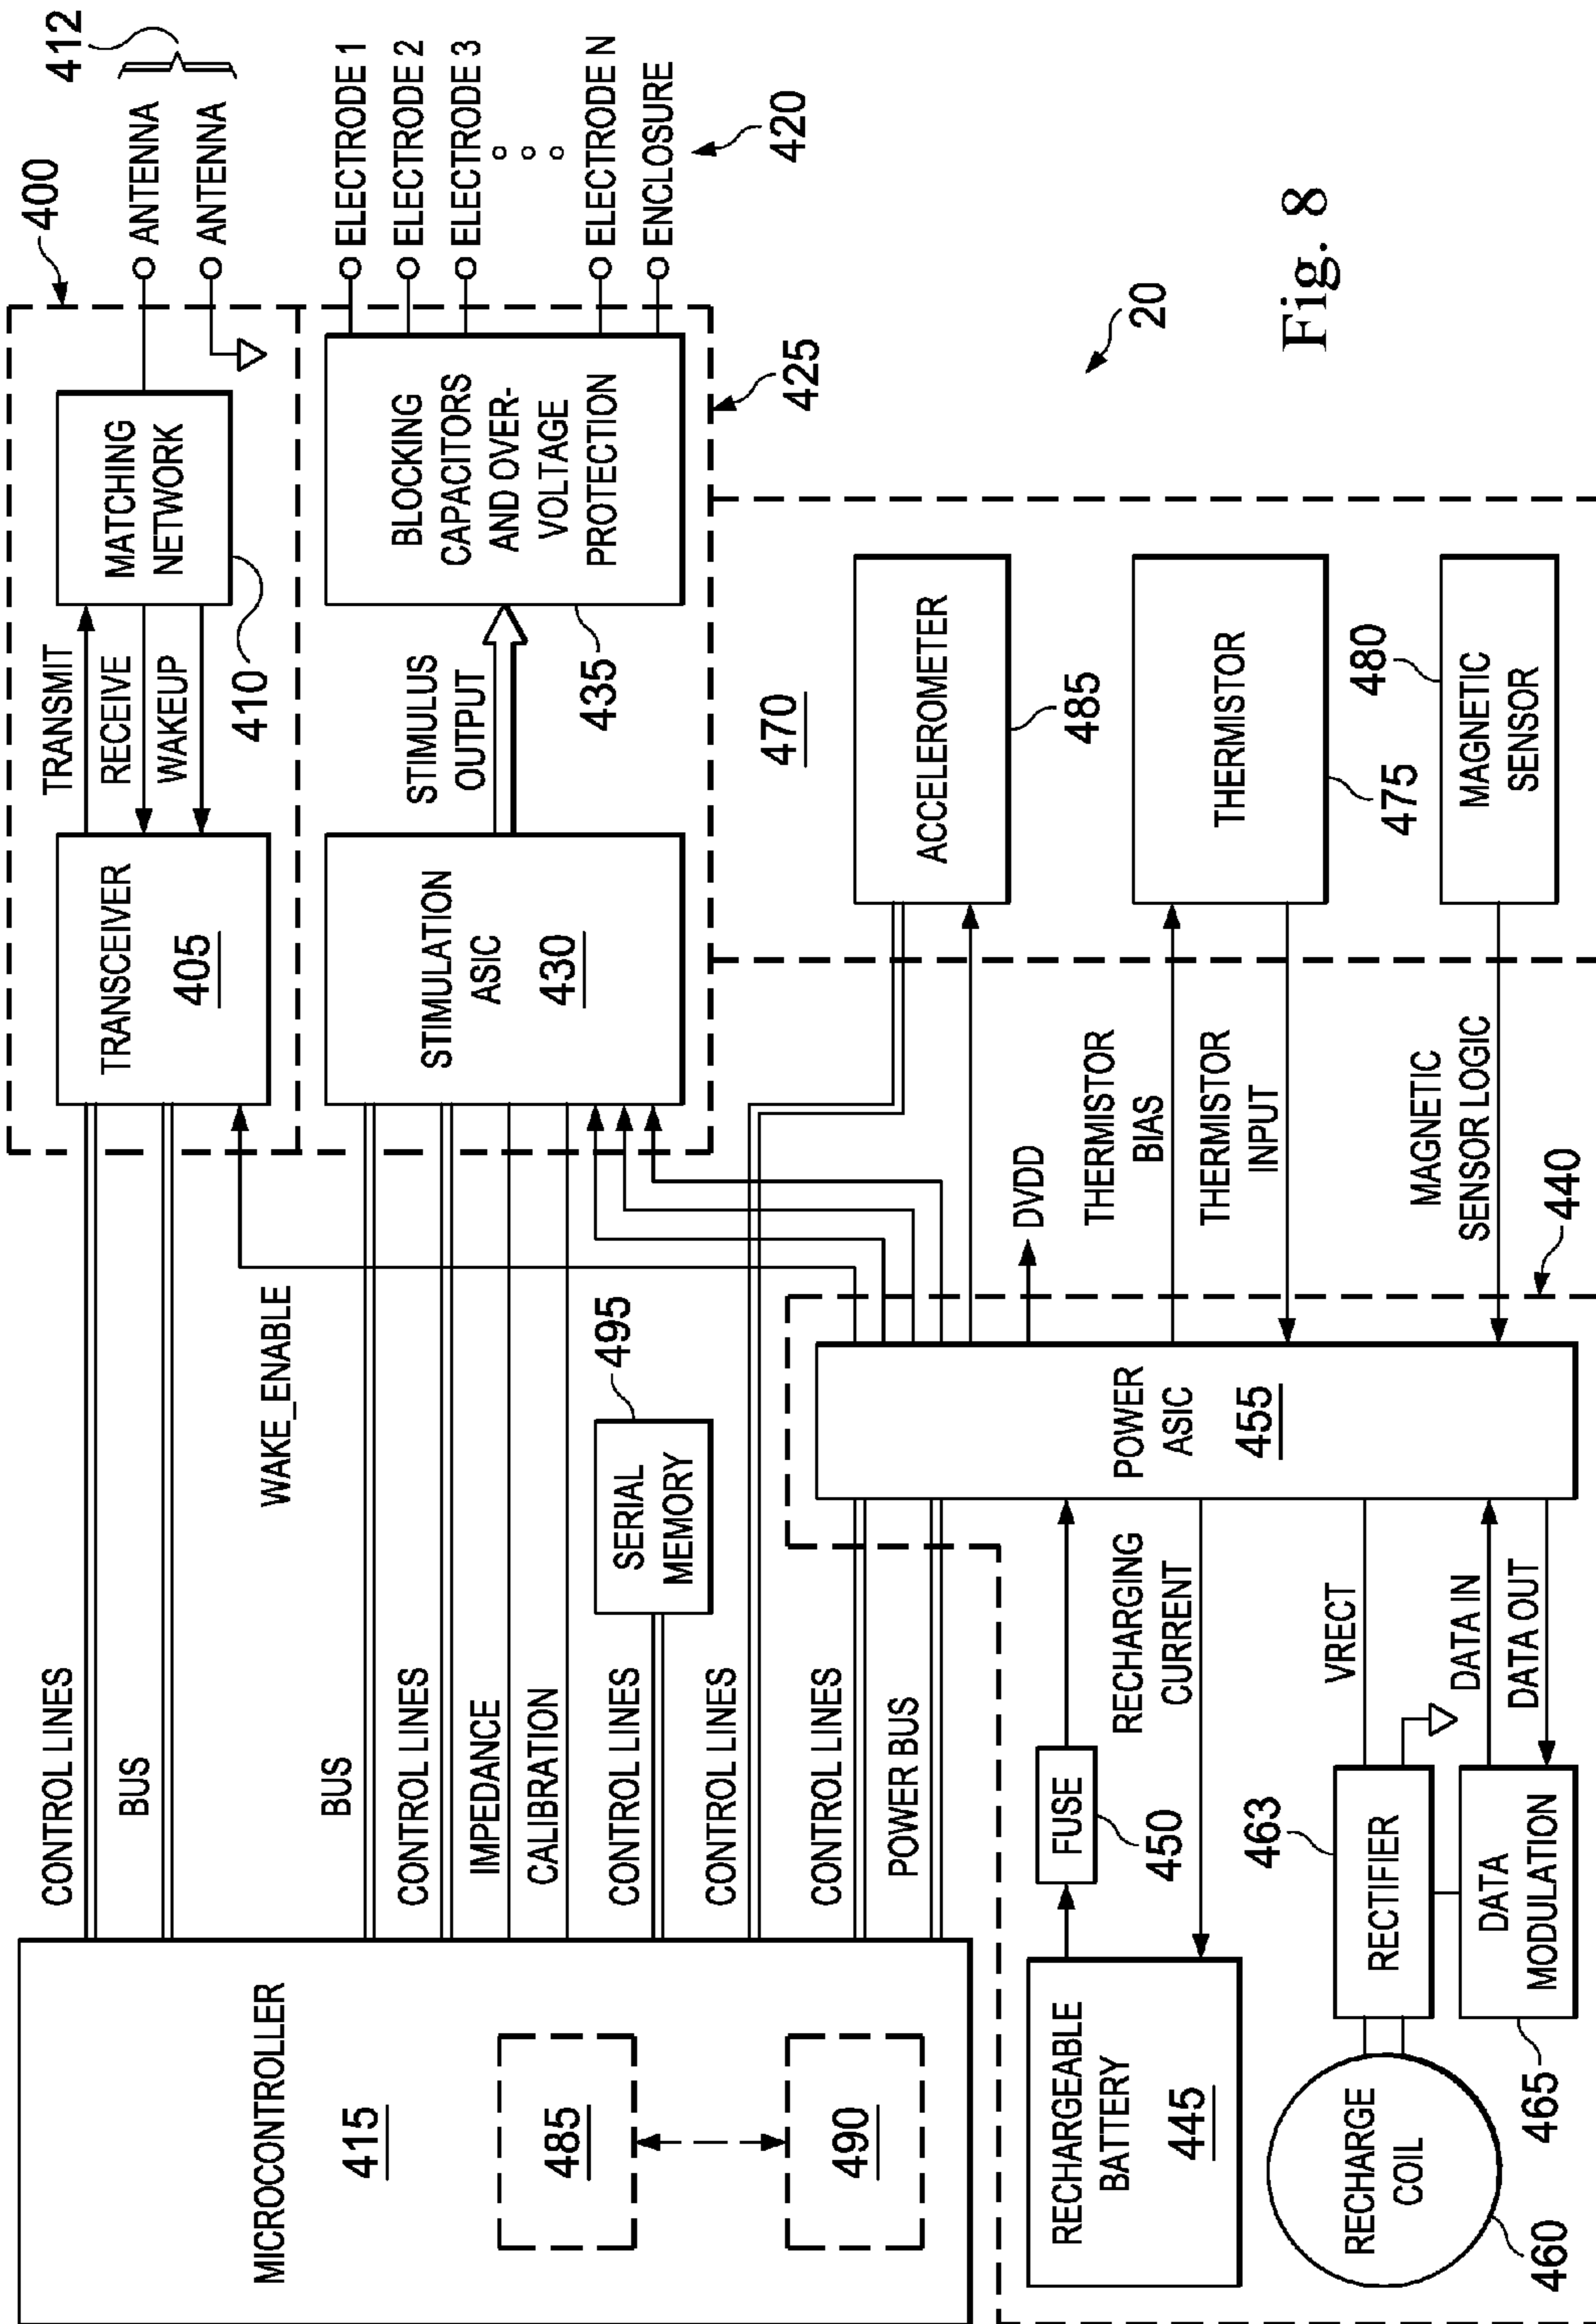 400
412
TRANSCEIVER
405
TRANSMIT
RECEIVE
WAKEUP
MATCHING
NETWORK
410
ANTENNA
ANTENNA
CONTROL LINES
BUS
WAKE_ENABLE
MICROCONTROLLER
415
485
490
BUS
CONTROL LINES
IMPEDANCE
CALIBRATION
CONTROL LINES
SERIAL
MEMORY
495
CONTROL LINES
CONTROL LINES
POWER BUS
STIMULATION
ASIC
430
STIMULUS
OUTPUT
BLOCKING
CAPACITORS
AND OVER-
VOLTAGE
PROTECTION
435
425
ELECTRODE 1
ELECTRODE 2
ELECTRODE 3
ELECTRODE N
ENCLOSURE
420
470
ACCELEROMETER
485
THERMISTOR
475
MAGNETIC
SENSOR
480
DVDD
THERMISTOR
BIAS
THERMISTOR
INPUT
MAGNETIC
SENSOR LOGIC
440
POWER
ASIC
455
RECHARGEABLE
BATTERY
445
FUSE
450
RECHARGING
CURRENT
VRECT
RECTIFIER
463
DATA IN
DATA OUT
DATA
MODULATION
465
RECHARGE
COIL
460
20
Fig. 8